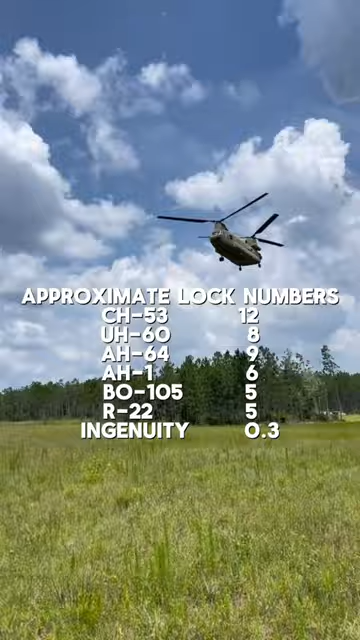 APPROXIMATE LOCK NUMBERS
CH-53 12
UH-60 8
AH-64 9
AH-1 6
BO-105 5
R-22 5
INGENUITY 0.3